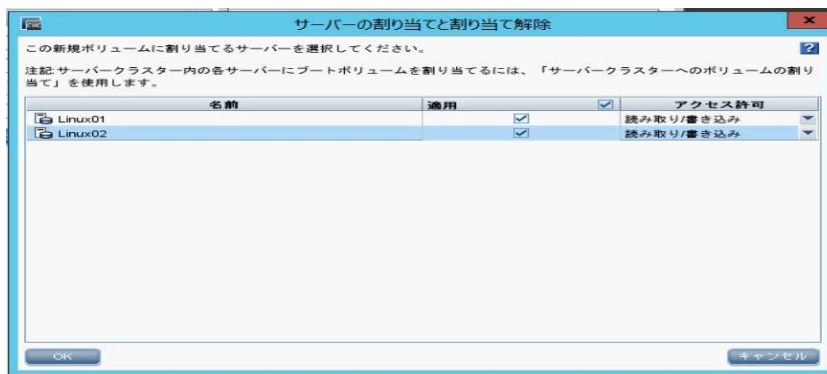 サーバーの割り当てと割り当て解除
この新規ボリュームに割り当てるサーバーを選択してください。
注記:サーバークラスター内の各サーバーにブートボリュームを割り当てるには、「サーバークラスターへのボリュームの割り
当て」を使用します。
名前 適用 アクセス許可
Linux01 読み取り/書き込み
Linux02 読み取り/書き込み
OK キャンセル